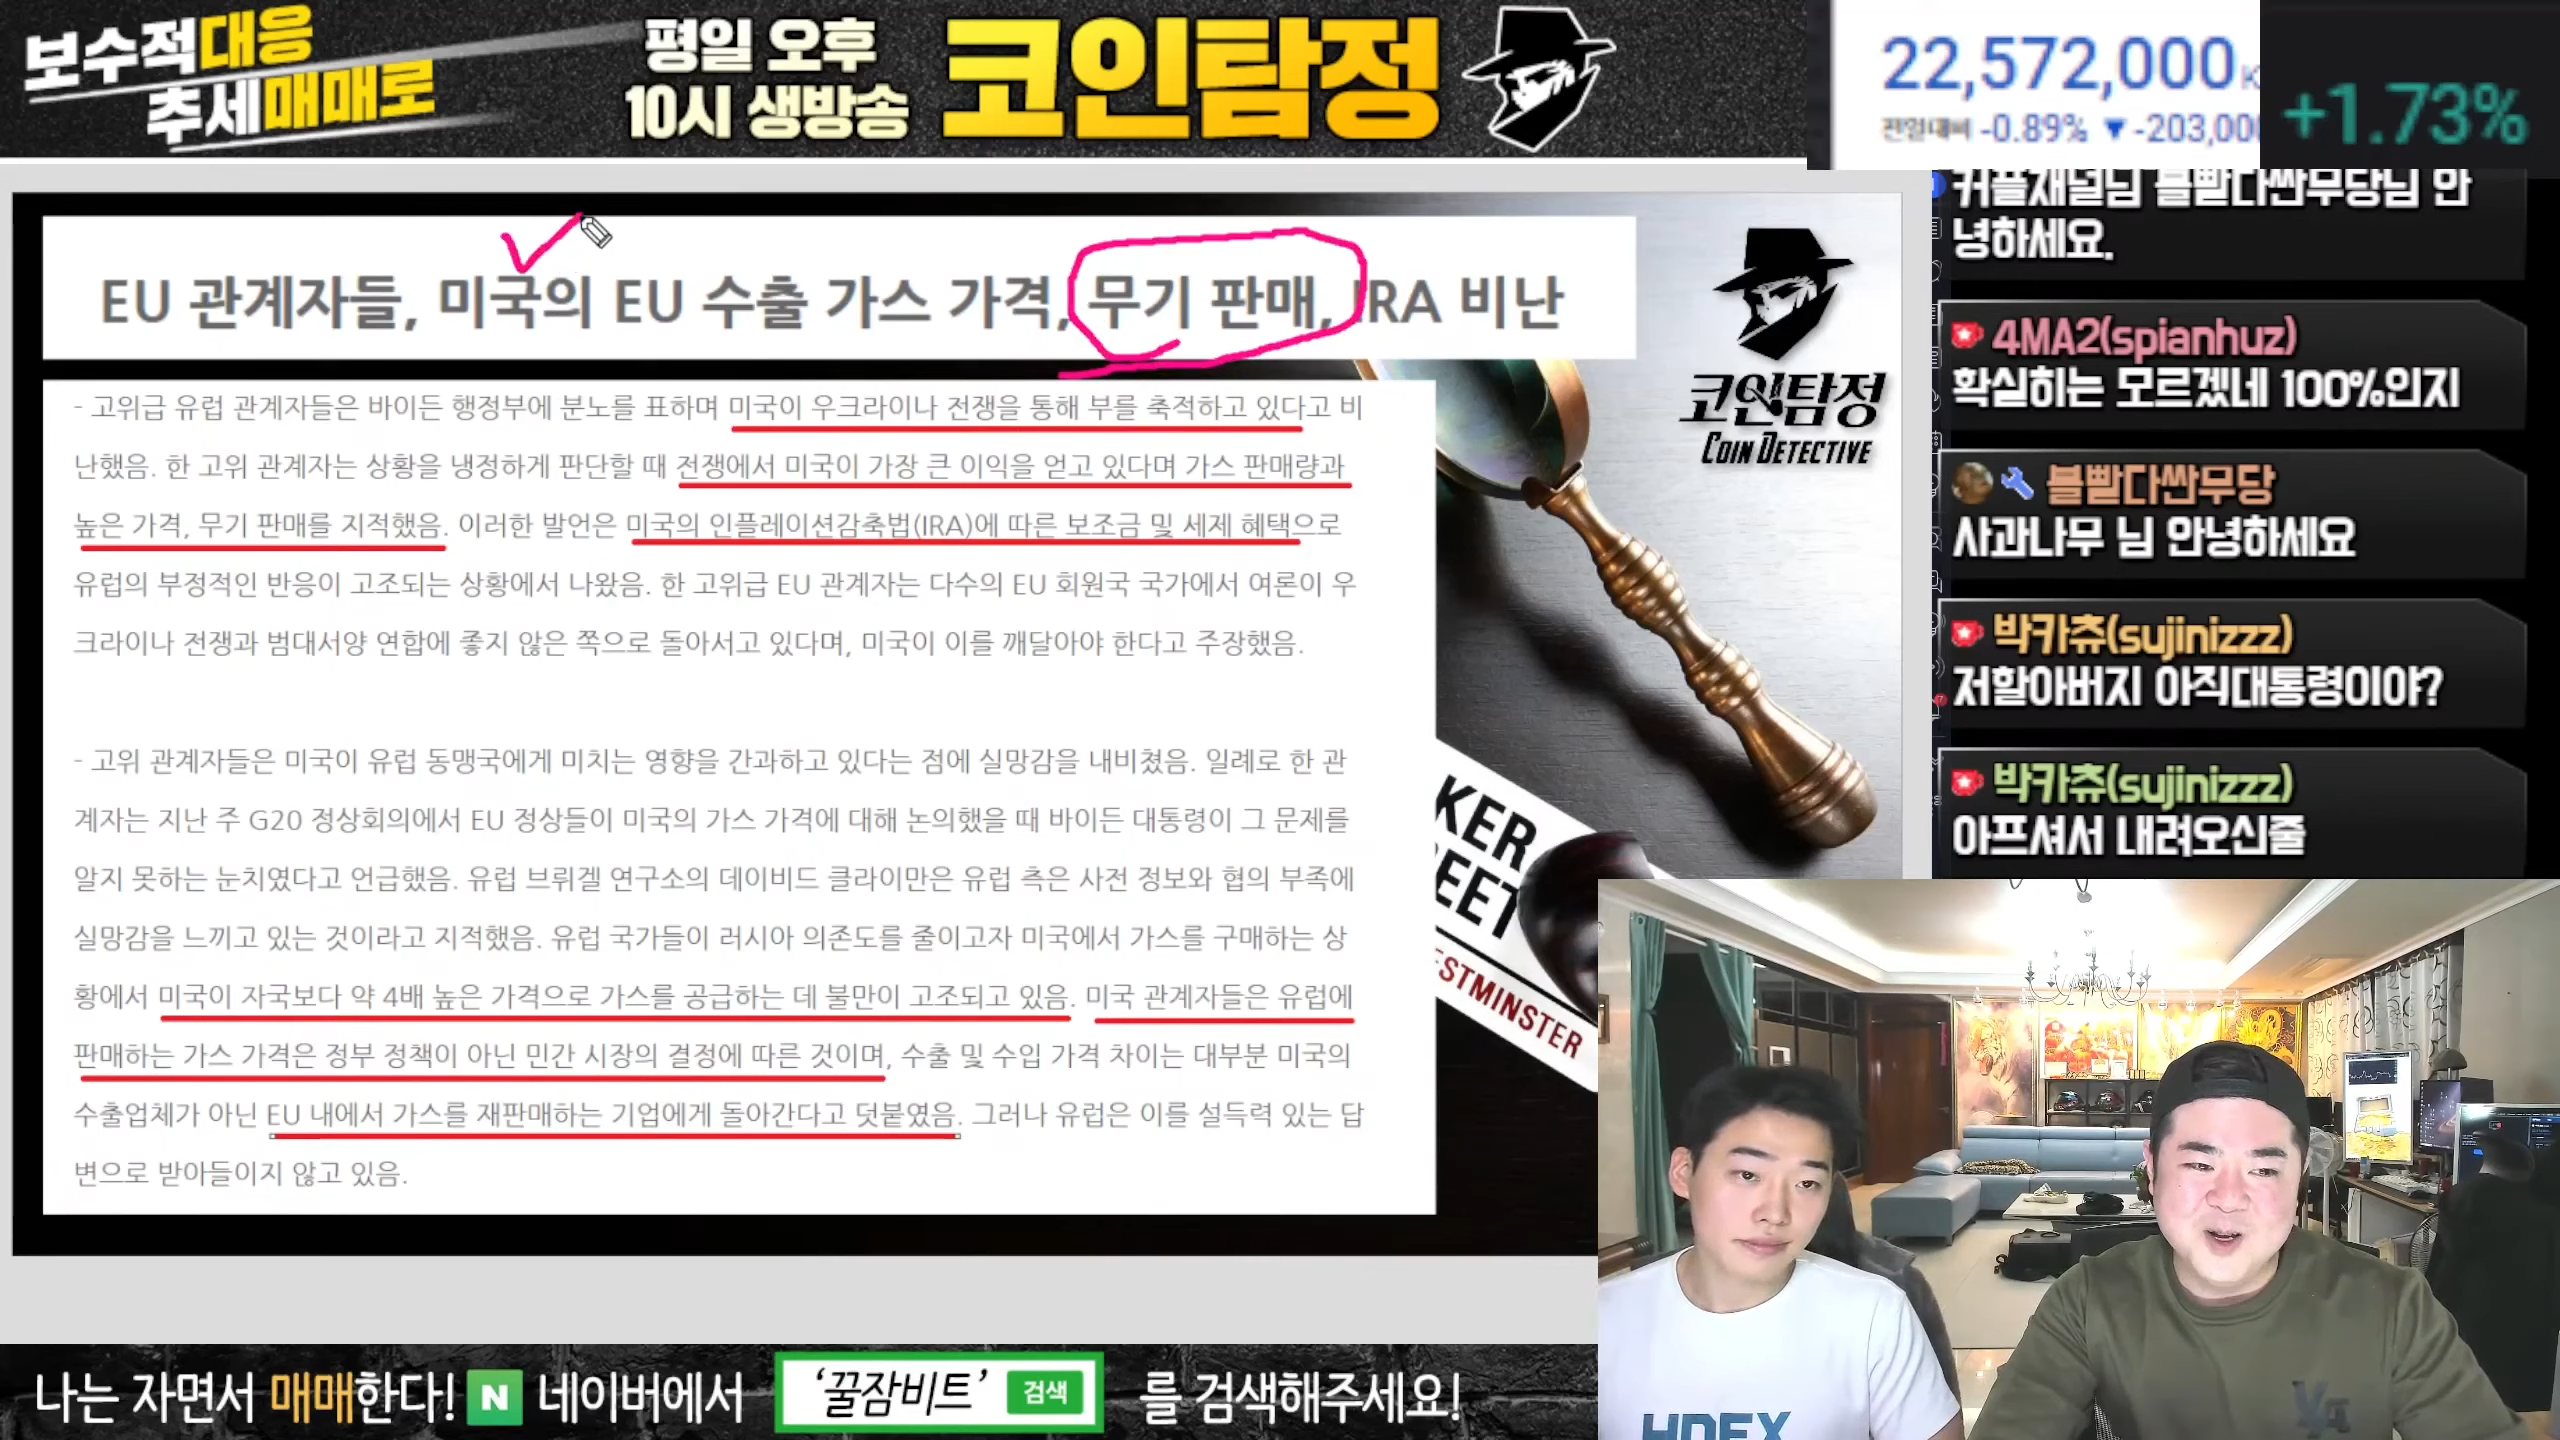 보수적대응
추세매매로
평일 오후
10시 생방송
코인탐정
22,572,000
전일대비 -0.89% ▼ -203,00
+1.73%
EU 관계자들, 미국의 EU 수출 가스 가격, 무기 판매, IRA 비난
코인탐정
COIN DETECTIVE
- 고위급 유럽 관계자들은 바이든 행정부에 분노를 표하며 미국이 우크라이나 전쟁을 통해 부를 축적하고 있다고 비
난했음. 한 고위 관계자는 상황을 냉정하게 판단할 때 전쟁에서 미국이 가장 큰 이익을 얻고 있다며 가스 판매량과
높은 가격, 무기 판매를 지적했음. 이러한 발언은 미국의 인플레이션감축법(IRA)에 따른 보조금 및 세제 혜택으로
유럽의 부정적인 반응이 고조되는 상황에서 나왔음. 한 고위급 EU 관계자는 다수의 EU 회원국 국가에서 여론이 우
크라이나 전쟁과 범대서양 연합에 좋지 않은 쪽으로 돌아서고 있다며, 미국이 이를 깨달아야 한다고 주장했음.
- 고위 관계자들은 미국이 유럽 동맹국에게 미치는 영향을 간과하고 있다는 점에 실망감을 내비쳤음. 일례로 한 관
계자는 지난 주 G20 정상회의에서 EU 정상들이 미국의 가스 가격에 대해 논의했을 때 바이든 대통령이 그 문제를
알지 못하는 눈치였다고 언급했음. 유럽 브뤼겔 연구소의 데이비드 클라이만은 유럽 측은 사전 정보와 협의 부족에
실망감을 느끼고 있는 것이라고 지적했음. 유럽 국가들이 러시아 의존도를 줄이고자 미국에서 가스를 구매하는 상
황에서 미국이 자국보다 약 4배 높은 가격으로 가스를 공급하는 데 불만이 고조되고 있음. 미국 관계자들은 유럽에
판매하는 가스 가격은 정부 정책이 아닌 민간 시장의 결정에 따른 것이며, 수출 및 수입 가격 차이는 대부분 미국의
수출업체가 아닌 EU 내에서 가스를 재판매하는 기업에게 돌아간다고 덧붙였음. 그러나 유럽은 이를 설득력 있는 답
변으로 받아들이지 않고 있음.
KER
EET
ESTMINSTER
커플채널님 블빨다싼무당님 안
녕하세요.
4MA2(spianhuz)
확실히는 모르겠네 100%인지
블빨다싼무당
사과나무 님 안녕하세요
박카츄(sujinizzz)
저할아버지 아직대통령이야?
박카츄(sujinizzz)
아프셔서 내려오신줄
나는 자면서 매매한다! N 네이버에서 '꿀잠비트' 검색 를 검색해주세요!